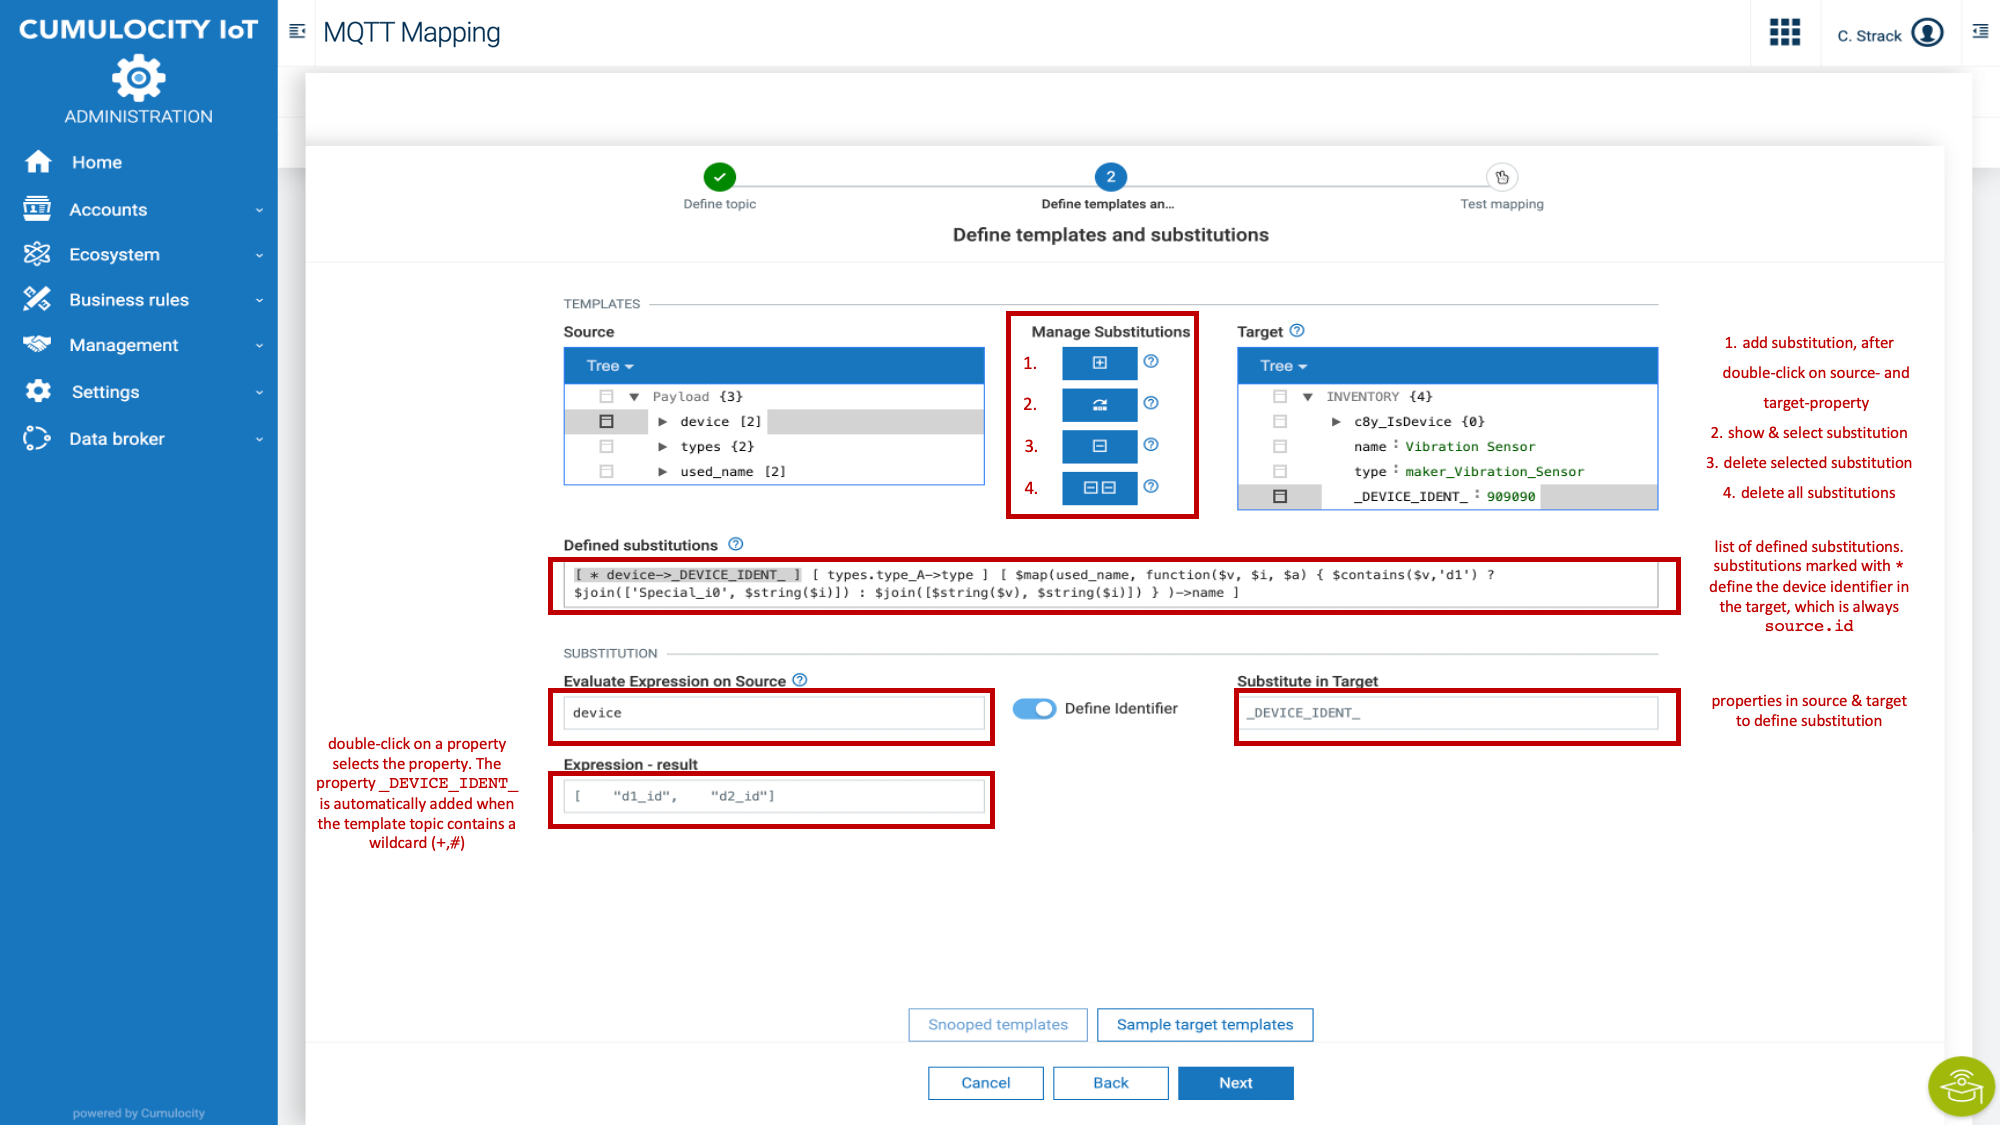 CUMULOCITY IoT
ADMINISTRATION
Home
Accounts
Ecosystem
Business rules
Management
Settings
Data broker
powered by Cumulocity
MQTT Mapping
C. Strack
2
Define topic
Define templates an...
Test mapping
Define templates and substitutions
TEMPLATES
Source
Tree
Payload {3}
device [2]
types {2}
used_name [2]
Manage Substitutions
1.
2.
3.
4.
Target
Tree
INVENTORY {4}
c8y_IsDevice {0}
name : Vibration Sensor
type : maker_Vibration_Sensor
_DEVICE_IDENT_ : 909090
1. add substitution, after
double-click on source- and
target-property
2. show & select substitution
3. delete selected substitution
4. delete all substitutions
Defined substitutions
[ * device->_DEVICE_IDENT_ ] [ types.type_A->type ] [ $map(used_name, function($v, $i, $a) { $contains($v,'d1') ?
$join(['Special_i0', $string($i)]) : $join([$string($v), $string($i)]) } )->name ]
list of defined substitutions.
substitutions marked with *
define the device identifier in
the target, which is always
source.id
SUBSTITUTION
Evaluate Expression on Source
device
Define Identifier
Substitute in Target
_DEVICE_IDENT_
properties in source & target
to define substitution
Expression - result
[    "d1_id",    "d2_id"]
double-click on a property
selects the property. The
property _DEVICE_IDENT_
is automatically added when
the template topic contains a
wildcard (+,#)
Snooped templates
Sample target templates
Cancel
Back
Next